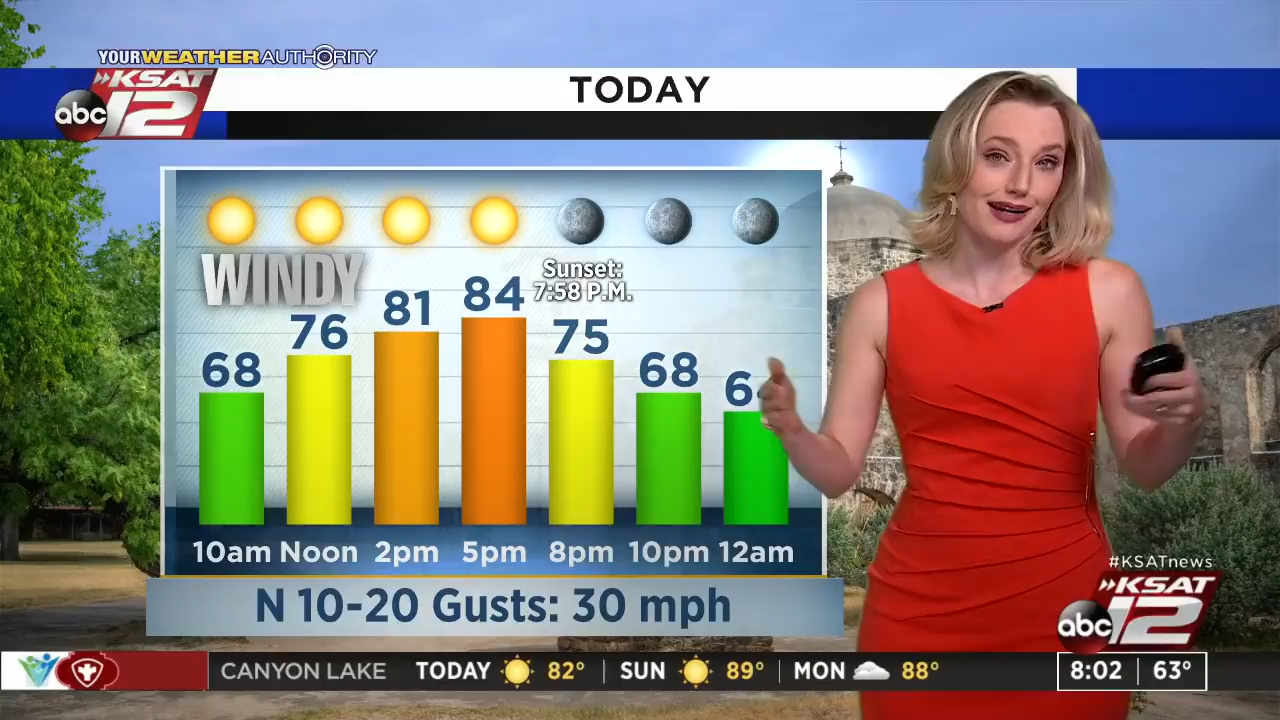 YOURWEATHERAUTHORITY
KSAT
abc 12
TODAY
WINDY
Sunset:
7:58 P.M.
68 76 81 84 75 68
10am Noon 2pm 5pm 8pm 10pm 12am
N 10-20 Gusts: 30 mph
#KSATnews
KSAT
abc 12
CANYON LAKE TODAY 82° SUN 89° MON 88° 8:02 63°